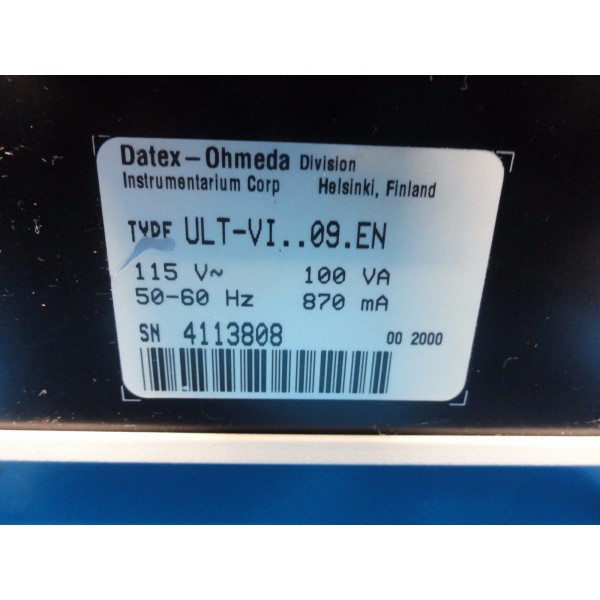 Datex-Ohmeda Division
Instrumentarium Corp Helsinki, Finland
TYPE ULT-VI..09.EN
115 V~ 100 VA
50-60 Hz 870 mA
SN 4113808 00 2000